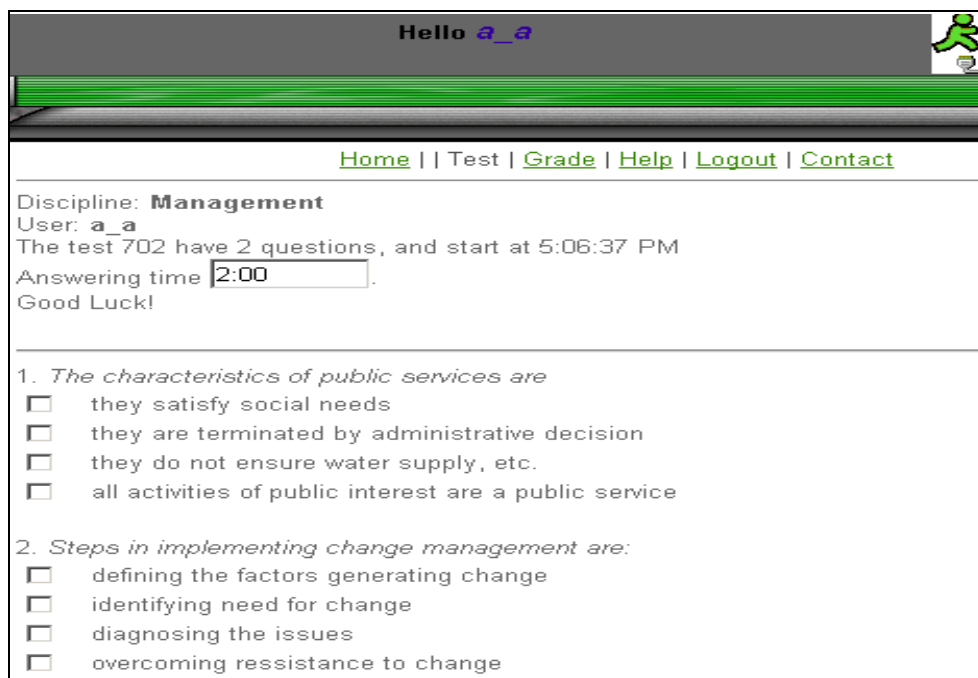 Hello a_a
Home | | Test | Grade | Help | Logout | Contact
Discipline: Management
User: a_a
The test 702 have 2 questions, and start at 5:06:37 PM
Answering time 2:00.
Good Luck!
1. The characteristics of public services are
they satisfy social needs
they are terminated by administrative decision
they do not ensure water supply, etc.
all activities of public interest are a public service
2. Steps in implementing change management are:
defining the factors generating change
identifying need for change
diagnosing the issues
overcoming ressistance to change